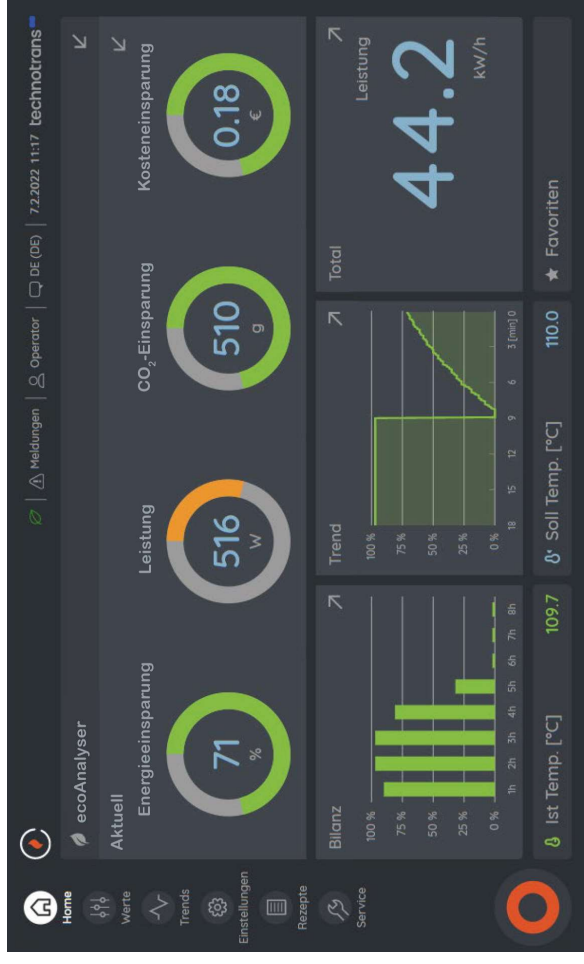 Meldungen | Operator | DE (DE) | 7.2.2022 11:17 technotrans
Home
Werte
Trends
Einstellungen
Rezepte
Service
ecoAnalyser
Aktuell
Energieeinsparung
71
%
Leistung
516
W
CO₂-Einsparung
510
g
Kosteneinsparung
0.18
€
Bilanz
100 %
75 %
50 %
25 %
0 %
1h 2h 3h 4h 5h 6h 7h 8h
Trend
100 %
75 %
50 %
25 %
0 %
18 15 12 9 6 3 [min] 0
Total
Leistung
44.2
kW/h
Ist Temp. [°C] 109.7
Soll Temp. [°C] 110.0
Favoriten